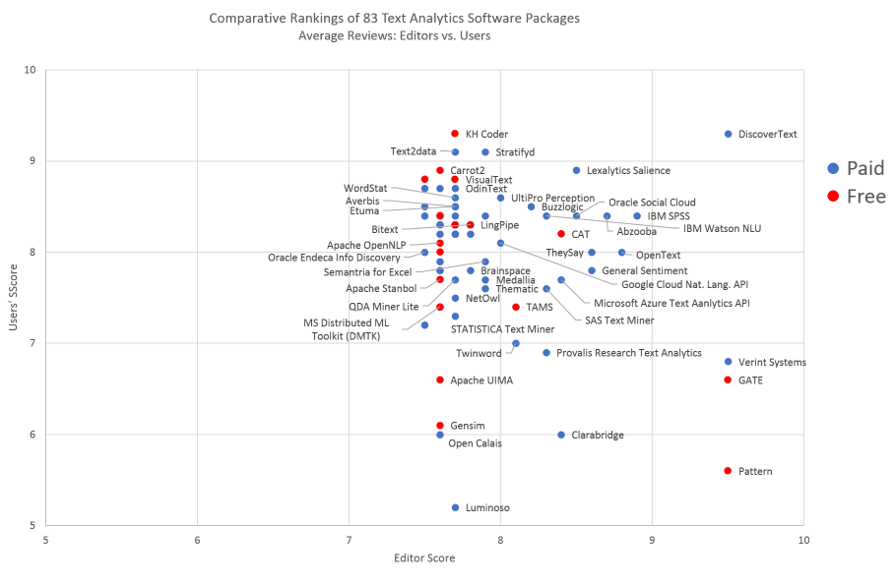 Comparative Rankings of 83 Text Analytics Software Packages
Average Reviews: Editors vs. Users
10
KH Coder
DiscoverText
Text2data
Stratifyd
9
Carrot2
Lexalytics Salience
Paid
VisualText
WordStat
OdinText
Free
UltiPro Perception
Oracle Social Cloud
Averbis
Buzzlogic
Etuma
IBM SPSS
Bitext
LingPipe
CAT
Abzooba
IBM Watson NLU
Apache OpenNLP
8
Oracle Endeca Info Discovery
TheySay
OpenText
Semantria for Excel
Brainspace
General Sentiment
Apache Stanbol
Medallia
Google Cloud Nat. Lang. API
Thematic
QDA Miner Lite
NetOwl
TAMS
Microsoft Azure Text Aanlytics API
MS Distributed ML
Toolkit (DMTK)
STATISTICA Text Miner
SAS Text Miner
7
Twinword
Provalis Research Text Analytics
Verint Systems
Apache UIMA
GATE
Gensim
6
Open Calais
Clarabridge
Pattern
Luminoso
5
5
6
7
8
9
10
Users' SScore
Editor Score